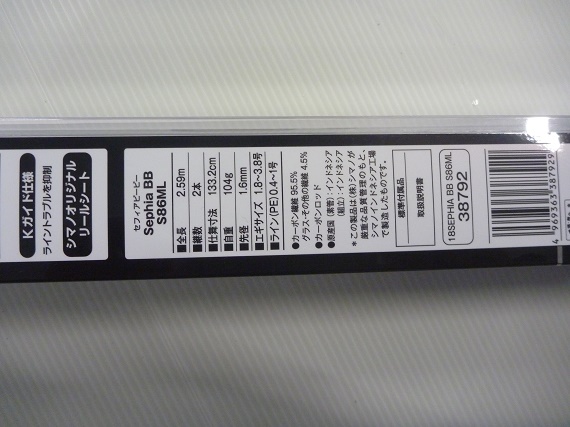 Kガイド仕様
ライントラブルを抑制
シマノオリジナル
リールシート
セフィアビービー
Sephia BB
S86ML
■全長 2.59m
■継数 2本
■仕舞寸法 133.2cm
■自重 104g
■先径 1.6mm
■エギサイズ 1.8~3.8号
■ライン(PE) 0.4~1号
●カーボン繊維 95.5%
グラス・その他の繊維 4.5%
●カーボンロッド
●原産国 (素管):インドネシア
(組立):インドネシア
*この製品は(株)シマノが
厳重な品質管理のもと、
シマノインドネシア工場
で製造したものです。
標準付属品
取扱説明書
18SEPHIA BB S86ML
38792
4969363387929